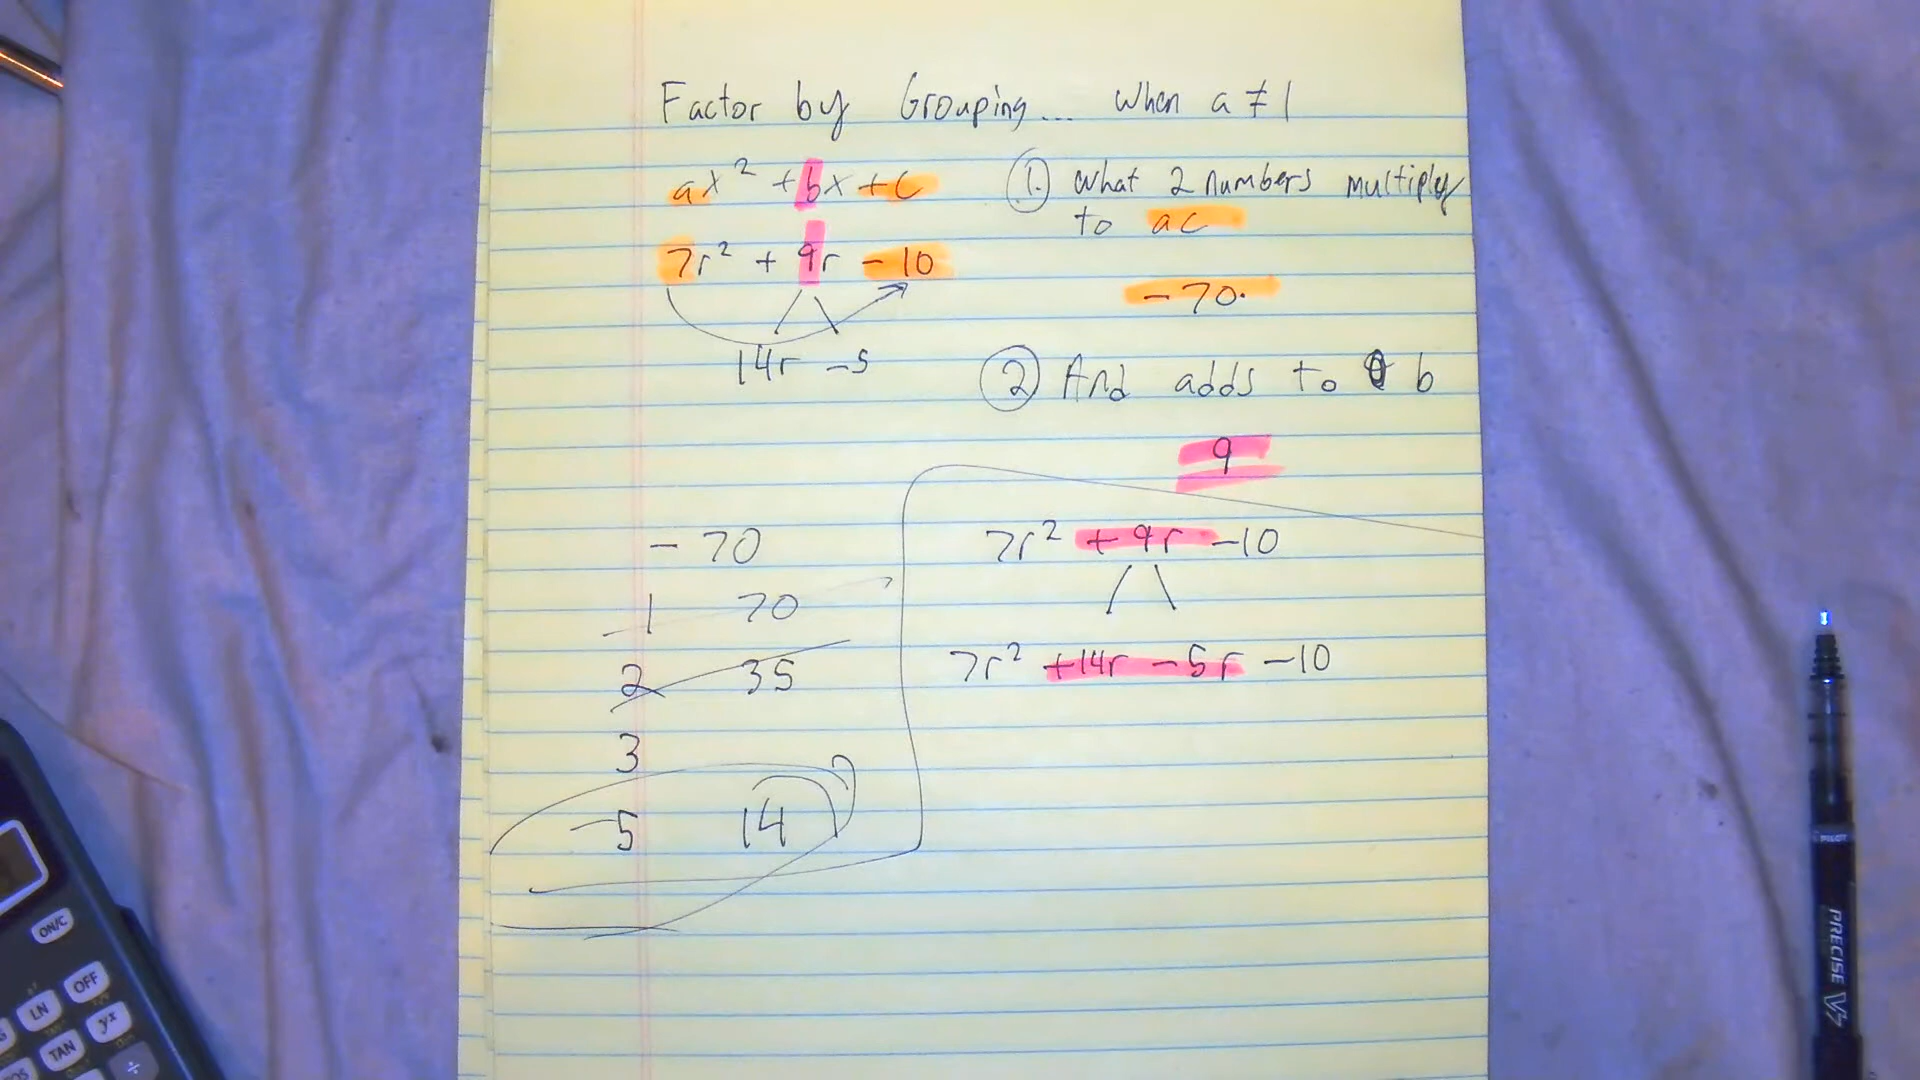 Factor by Grouping... when a ≠ 1
ax² + bx + c
7r² + 9r - 10
14r - 5
① What 2 numbers multiply
to ac
- 70.
② And adds to b
9
- 70
1 70
2 35
3
-5 14
7r² + 9r - 10
7r² + 14r - 5r - 10
ON/C
OFF
LN
yˣ
TAN
÷
PILOT
PRECISE V7